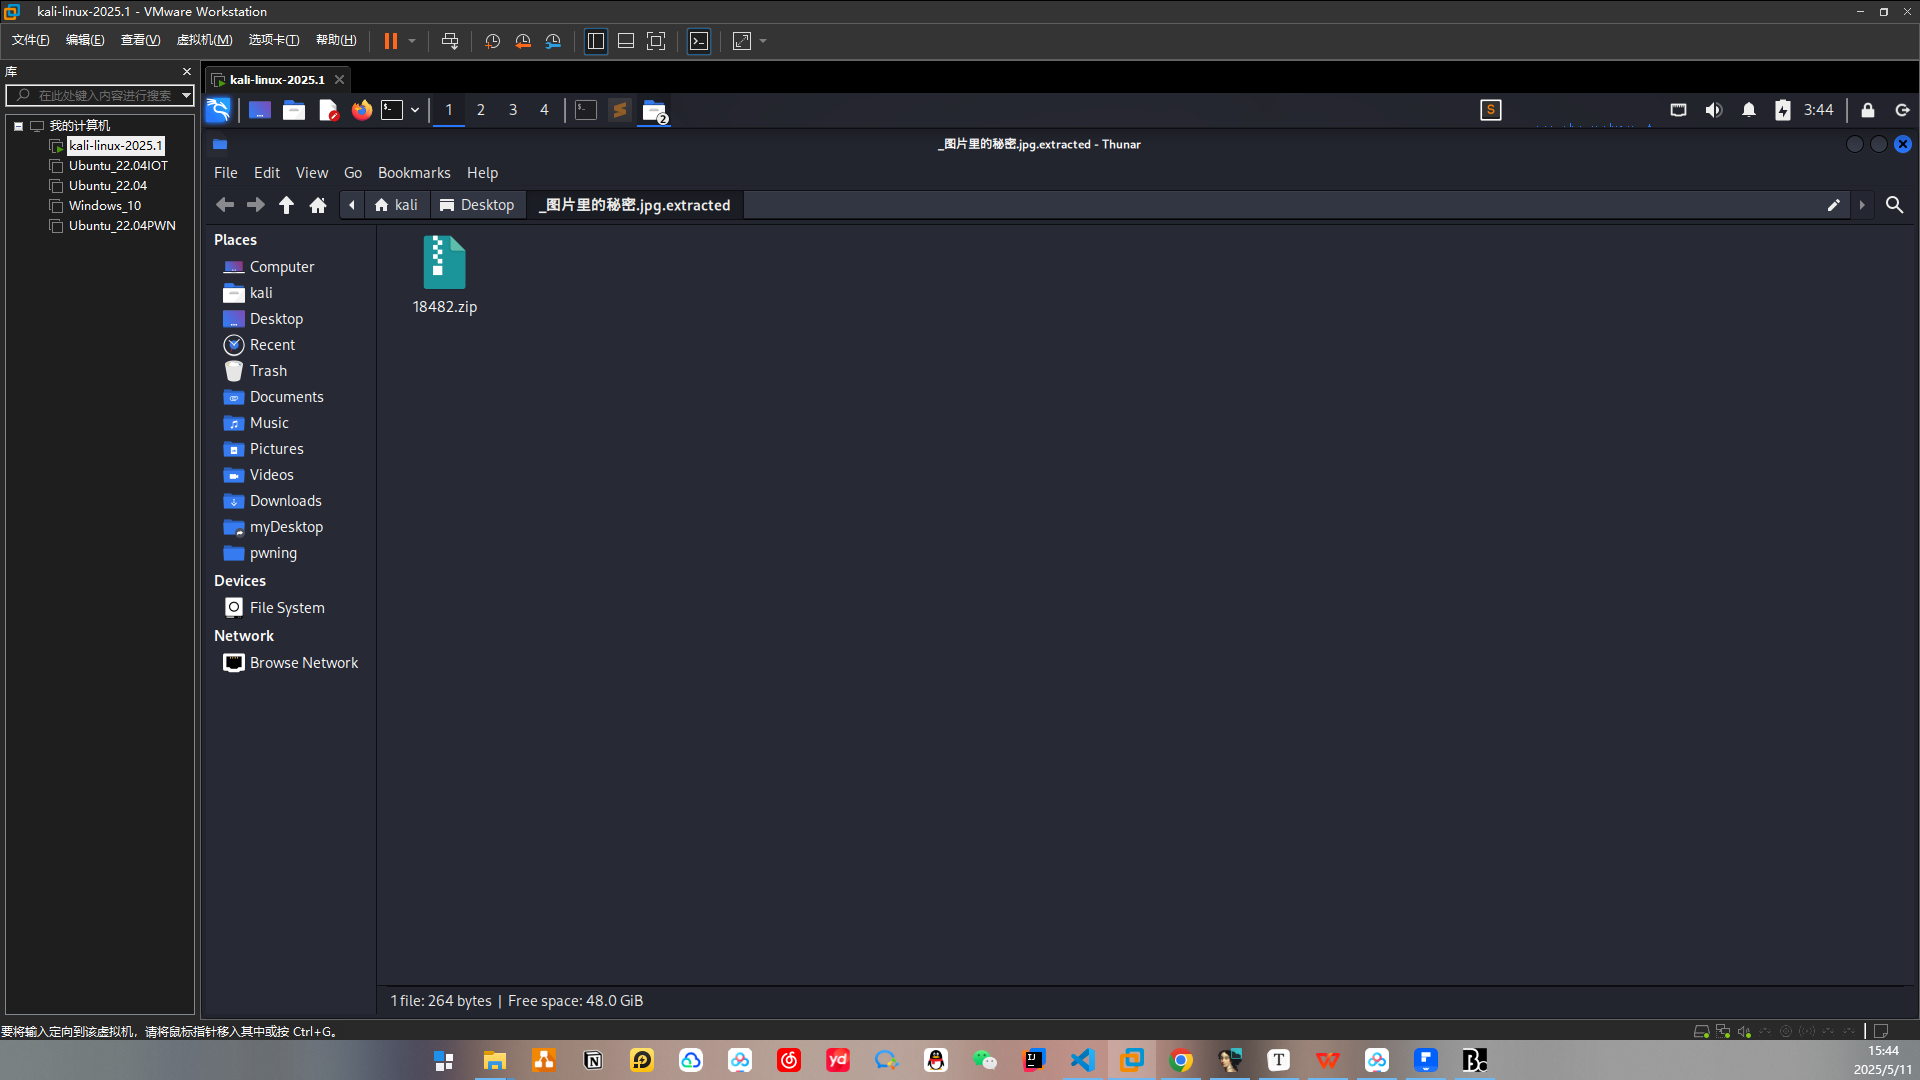 kali-linux-2025.1 - VMware Workstation
文件(F) 编辑(E) 查看(V) 虚拟机(M) 选项卡(T) 帮助(H)
库
在此处键入内容进行搜索
我的计算机
kali-linux-2025.1
Ubuntu_22.04IOT
Ubuntu_22.04
Windows_10
Ubuntu_22.04PWN
kali-linux-2025.1
1 2 3 4
2
S
3:44
_图片里的秘密.jpg.extracted - Thunar
File Edit View Go Bookmarks Help
kali Desktop _图片里的秘密.jpg.extracted
Places
Computer
kali
Desktop
Recent
Trash
Documents
Music
Pictures
Videos
Downloads
myDesktop
pwning
Devices
File System
Network
Browse Network
18482.zip
1 file: 264 bytes | Free space: 48.0 GiB
要将输入定向到该虚拟机，请将鼠标指针移入其中或按 Ctrl+G。
yd
T
15:44
2025/5/11